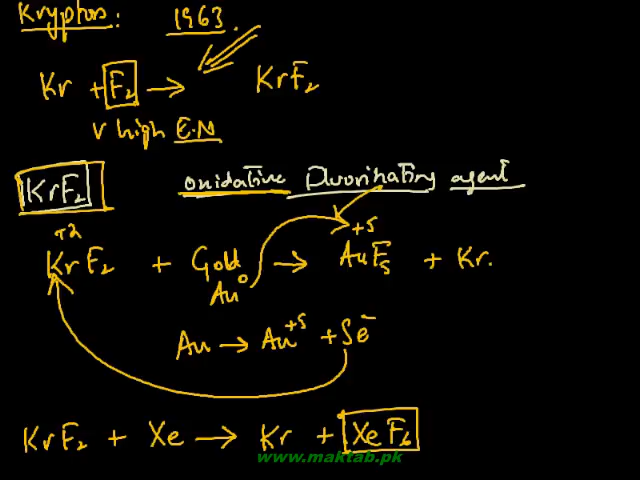 Krypton: 1963
Kr + F₂ → KrF₂
v high E.N
KrF₂ oxidative Fluorinating agent
+2 +5
KrF₂ + Gold → AuF₅ + Kr.
Au⁰
Au → Au⁺⁵ + 5e⁻
KrF₂ + Xe → Kr + XeF₆
www.maktab.pk